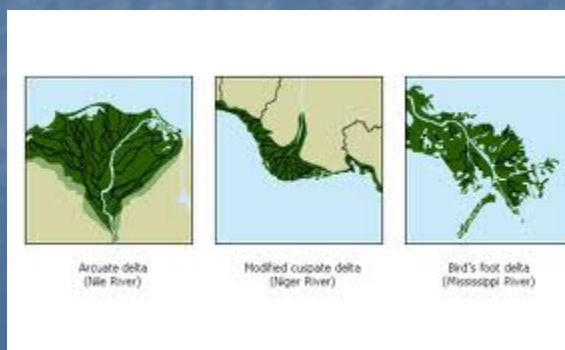 Arcuate delta
(Nile River)
Modified cuspate delta
(Niger River)
Bird's foot delta
(Mississippi River)